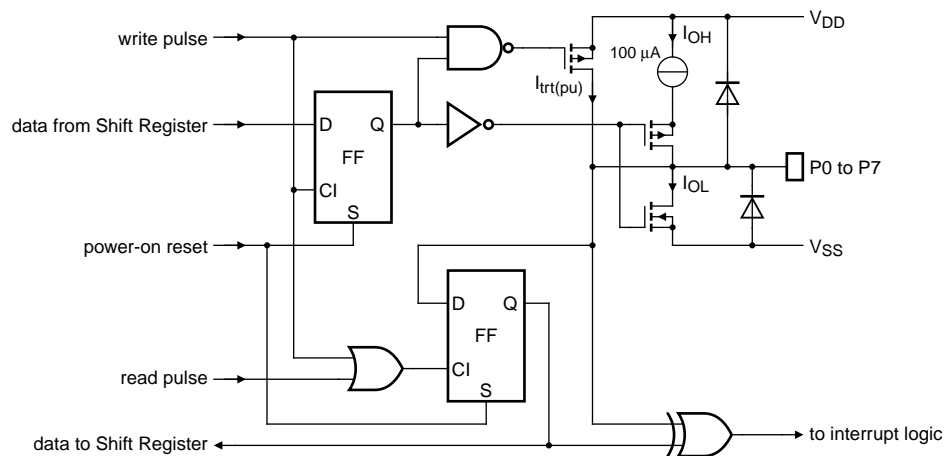 write pulse
V_DD
I_OH
100 μA
I_trt(pu)
data from Shift Register
D
Q
FF
CI
S
P0 to P7
I_OL
power-on reset
V_SS
D
Q
FF
CI
S
read pulse
data to Shift Register
to interrupt logic